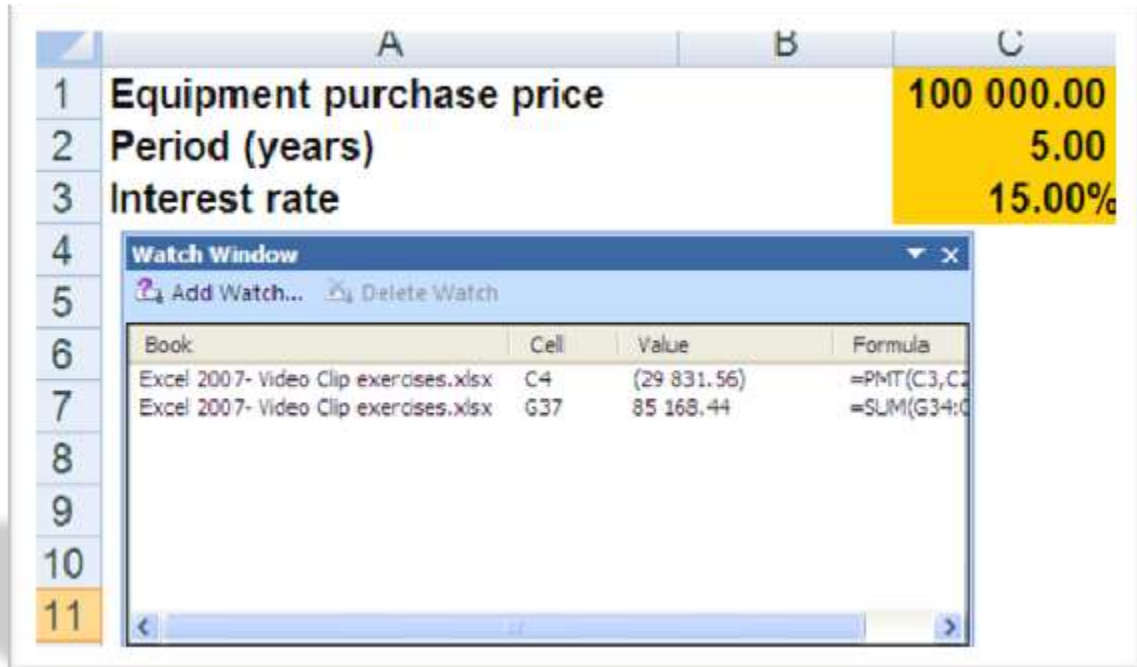 A B C
1 Equipment purchase price 100 000.00
2 Period (years) 5.00
3 Interest rate 15.00%
4 Watch Window
5 Add Watch... Delete Watch
6 Book Cell Value Formula
Excel 2007- Video Clip exercises.xlsx C4 (29 831.56) =PMT(C3,C2
7 Excel 2007- Video Clip exercises.xlsx G37 85 168.44 =SUM(G34:
8
9
10
11